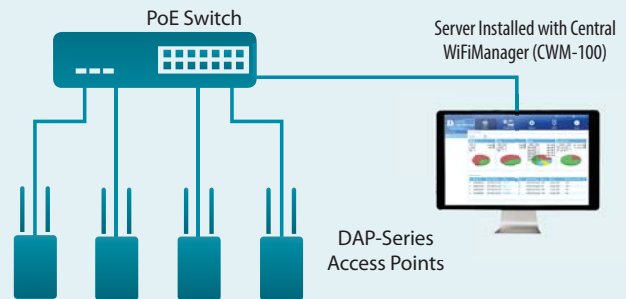 PoE Switch
Server Installed with Central
WiFiManager (CWM-100)
DAP-Series
Access Points